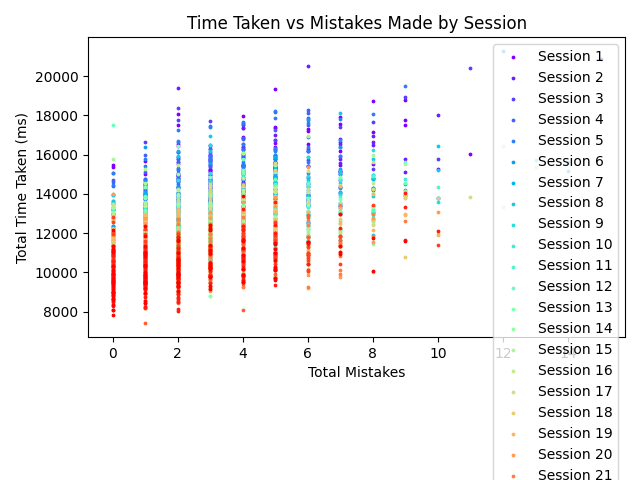 Time Taken vs Mistakes Made by Session
Total Time Taken (ms)
20000
18000
16000
14000
12000
10000
8000
0
2
4
6
8
10
12
14
Total Mistakes
Session 1
Session 2
Session 3
Session 4
Session 5
Session 6
Session 7
Session 8
Session 9
Session 10
Session 11
Session 12
Session 13
Session 14
Session 15
Session 16
Session 17
Session 18
Session 19
Session 20
Session 21